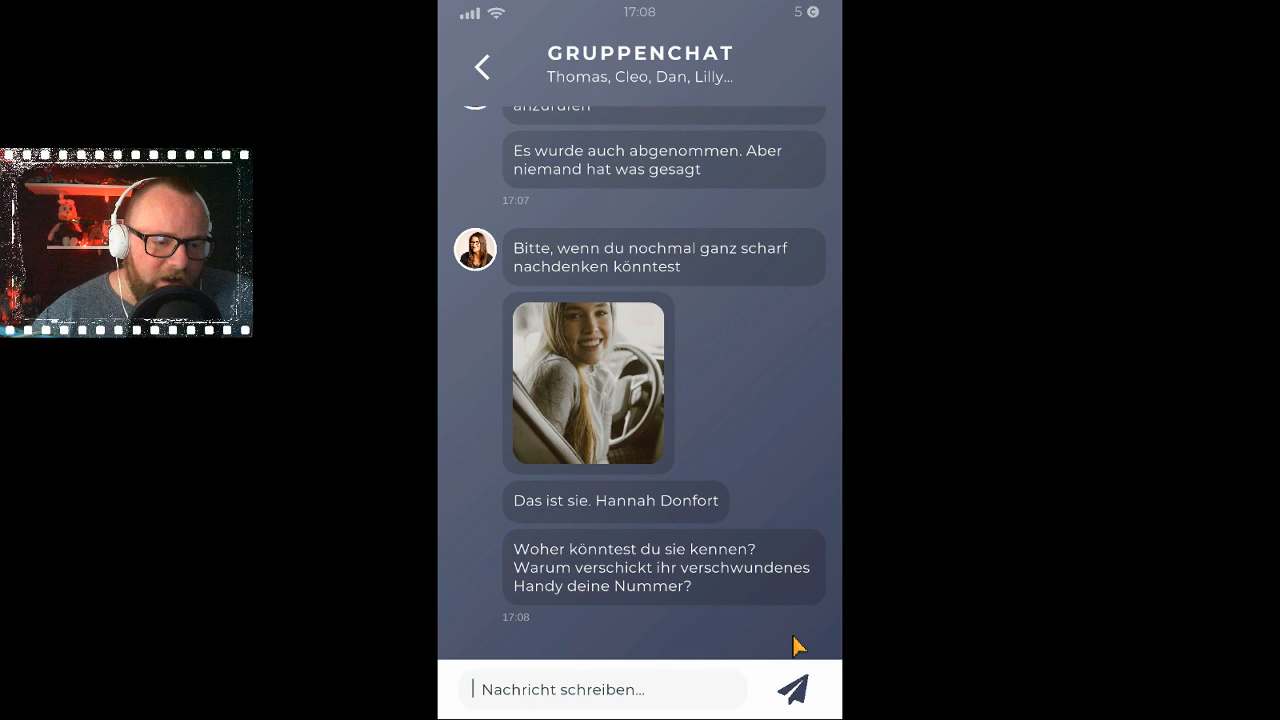 17:08
5
GRUPPENCHAT
Thomas, Cleo, Dan, Lilly...
anzurufen
Es wurde auch abgenommen. Aber
niemand hat was gesagt
17:07
Bitte, wenn du nochmal ganz scharf
nachdenken könntest
Das ist sie. Hannah Donfort
Woher könntest du sie kennen?
Warum verschickt ihr verschwundenes
Handy deine Nummer?
17:08
Nachricht schreiben...